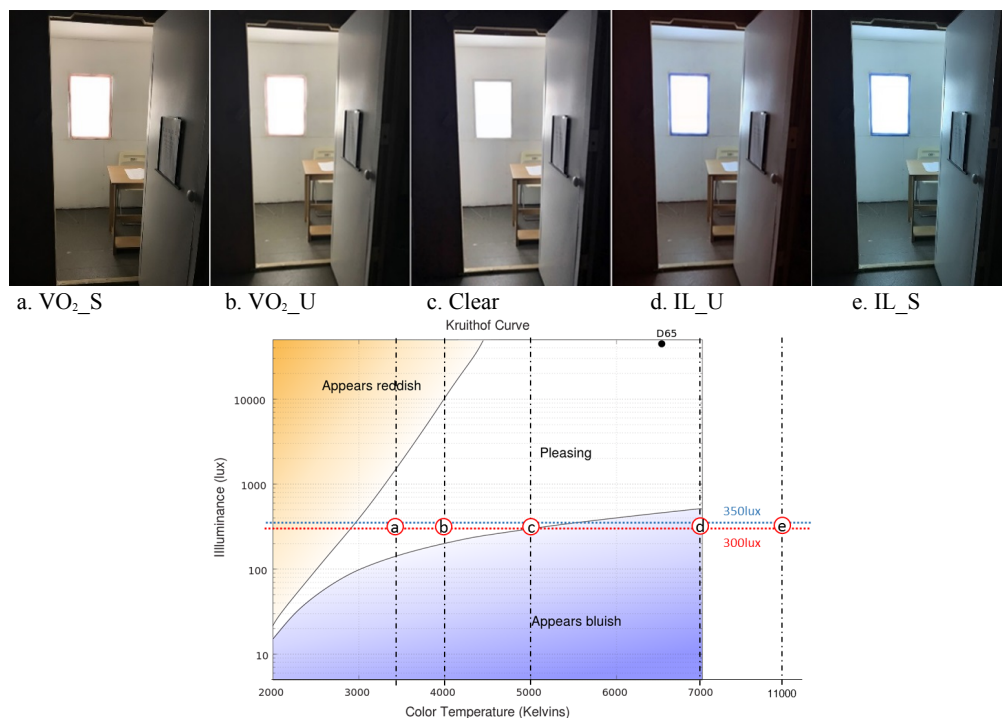 a. VO₂_S
b. VO₂_U
c. Clear
d. IL_U
e. IL_S
Kruithof Curve
D65
Appears reddish
Pleasing
Appears bluish
350lux
300lux
a
b
c
d
e
IIlluminance (lux)
10000
1000
100
10
2000
3000
4000
5000
6000
7000
11000
Color Temperature (Kelvins)